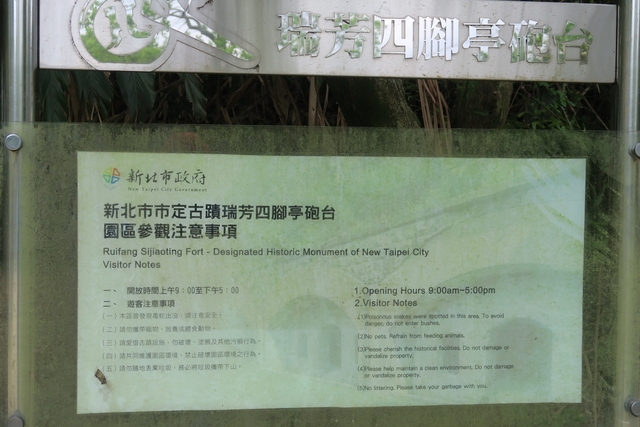 瑞芳四腳亭砲台
新北市政府
New Taipei City Government
新北市市定古蹟瑞芳四腳亭砲台
園區參觀注意事項
Ruifang Sijiaoting Fort - Designated Historic Monument of New Taipei City
Visitor Notes
一、 開放時間上午9：00至下午5：00
二、 遊客注意事項
(一) 本區曾發現毒蛇出沒，請注意安全。
(二) 請勿攜帶寵物、放養或餵食動物。
(三) 請愛惜古蹟設施，勿破壞、塗鴉及其他污損行為。
(四) 請共同維護園區環境，禁止破壞園區環境之行為。
(五) 請勿隨地丟棄垃圾，務必將垃圾攜帶下山。
1.Opening Hours 9:00am~5:00pm
2.Visitor Notes
(1)Poisonous snakes were spotted in this area. To avoid
danger, do not enter bushes.
(2)No pets. Refrain from feeding animals.
(3)Please cherish the historical facilities. Do not damage or
vandalize property.
(4)Please help maintain a clean environment. Do not damage
or vandalize property.
(5)No littering. Please take your garbage with you.